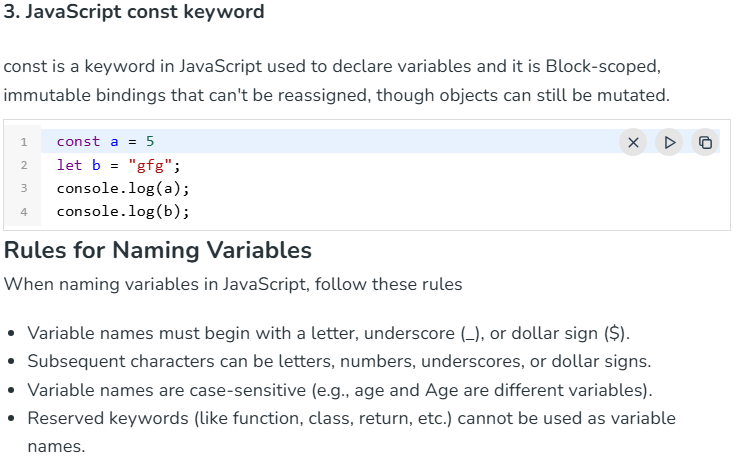 3. JavaScript const keyword
const is a keyword in JavaScript used to declare variables and it is Block-scoped,
immutable bindings that can't be reassigned, though objects can still be mutated.
1 const a = 5
2 let b = "gfg";
3 console.log(a);
4 console.log(b);
Rules for Naming Variables
When naming variables in JavaScript, follow these rules
• Variable names must begin with a letter, underscore (_), or dollar sign ($).
• Subsequent characters can be letters, numbers, underscores, or dollar signs.
• Variable names are case-sensitive (e.g., age and Age are different variables).
• Reserved keywords (like function, class, return, etc.) cannot be used as variable
names.